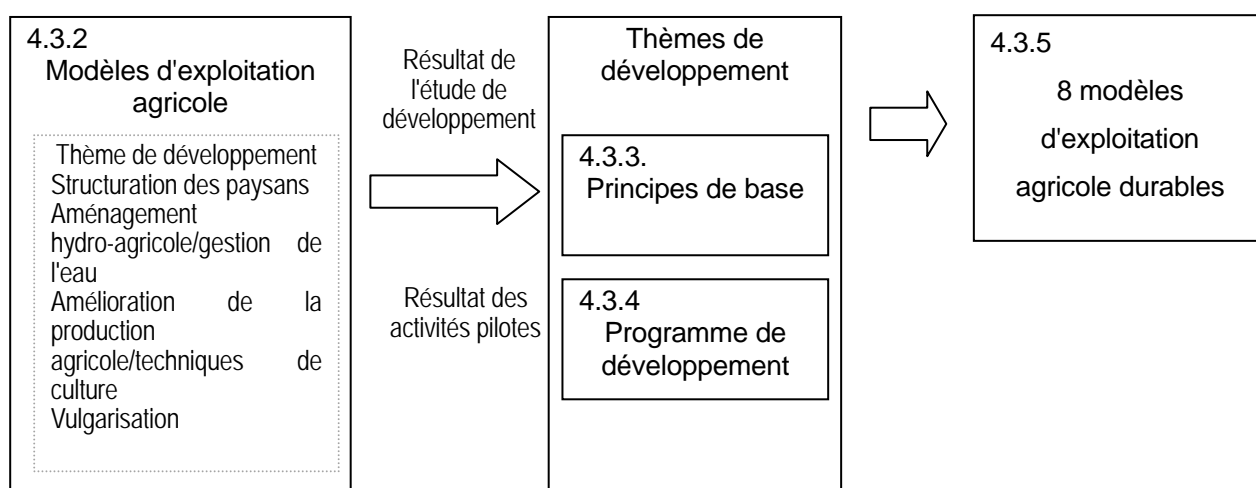 4.3.2
Modèles d'exploitation
agricole
Thème de développement
Structuration des paysans
Aménagement
hydro-agricole/gestion de
l'eau
Amélioration de la
production
agricole/techniques de
culture
Vulgarisation
Résultat de
l'étude de
développement
Résultat des
activités pilotes
Thèmes de
développement
4.3.3.
Principes de base
4.3.4
Programme de
développement
4.3.5
8 modèles
d'exploitation
agricole durables